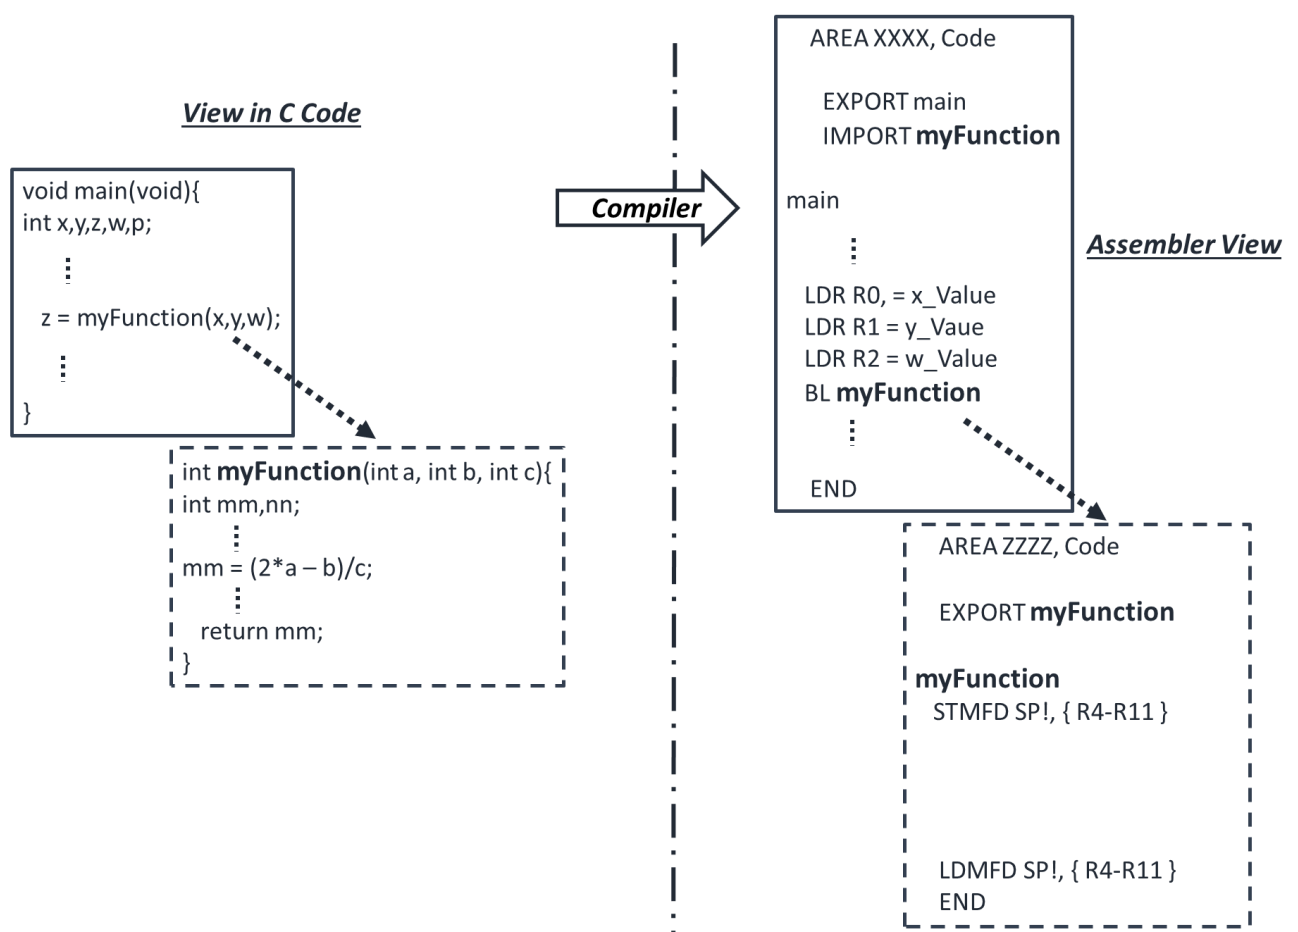 View in C Code
void main(void){
int x,y,z,w,p;
z = myFunction(x,y,w);
}
int myFunction(int a, int b, int c){
int mm,nn;
mm = (2*a – b)/c;
return mm;
}
Compiler
Assembler View
AREA XXXX, Code
EXPORT main
IMPORT myFunction
main
LDR R0, = x_Value
LDR R1 = y_Vaue
LDR R2 = w_Value
BL myFunction
END
AREA ZZZZ, Code
EXPORT myFunction
myFunction
STMFD SP!, { R4-R11 }
LDMFD SP!, { R4-R11 }
END